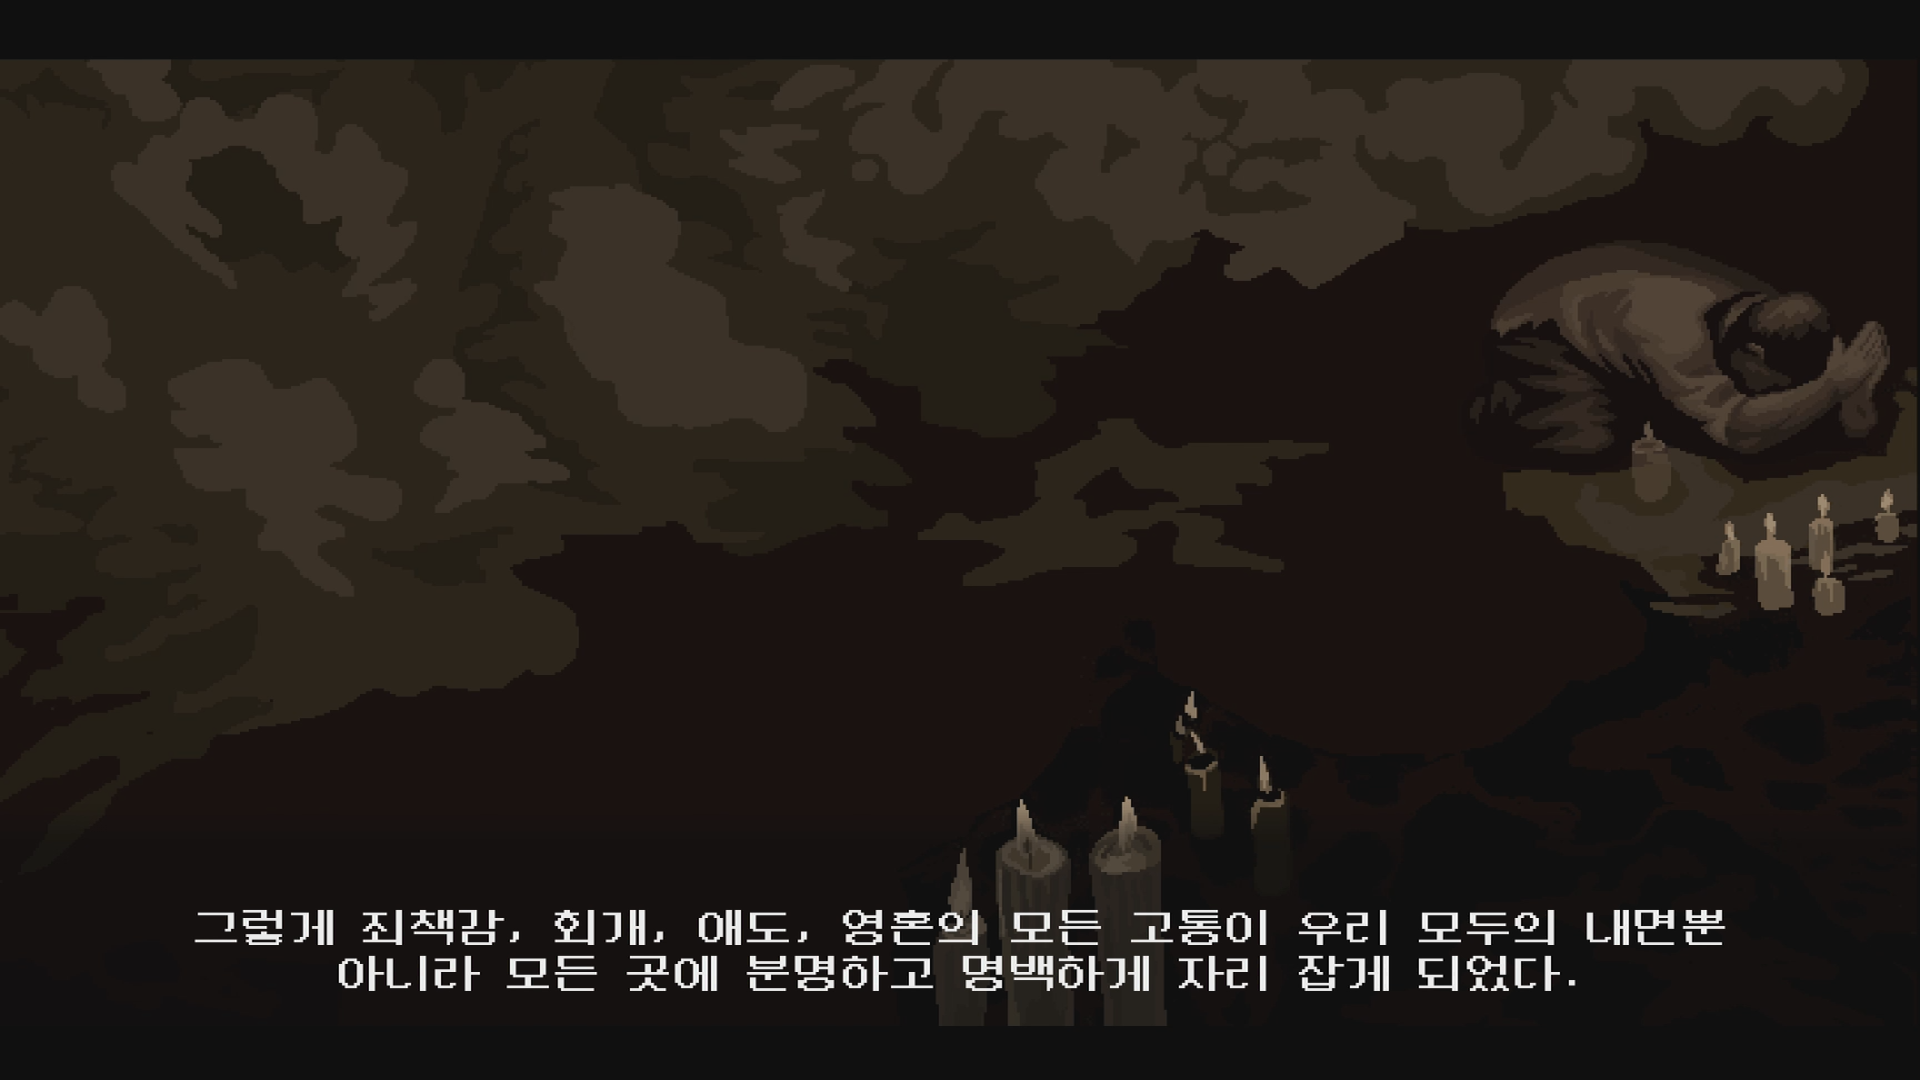 그렇게 죄책감, 회개, 애도, 영혼의 모든 고통이 우리 모두의 내면뿐
아니라 모든 곳에 분명하고 명백하게 자리 잡게 되었다.